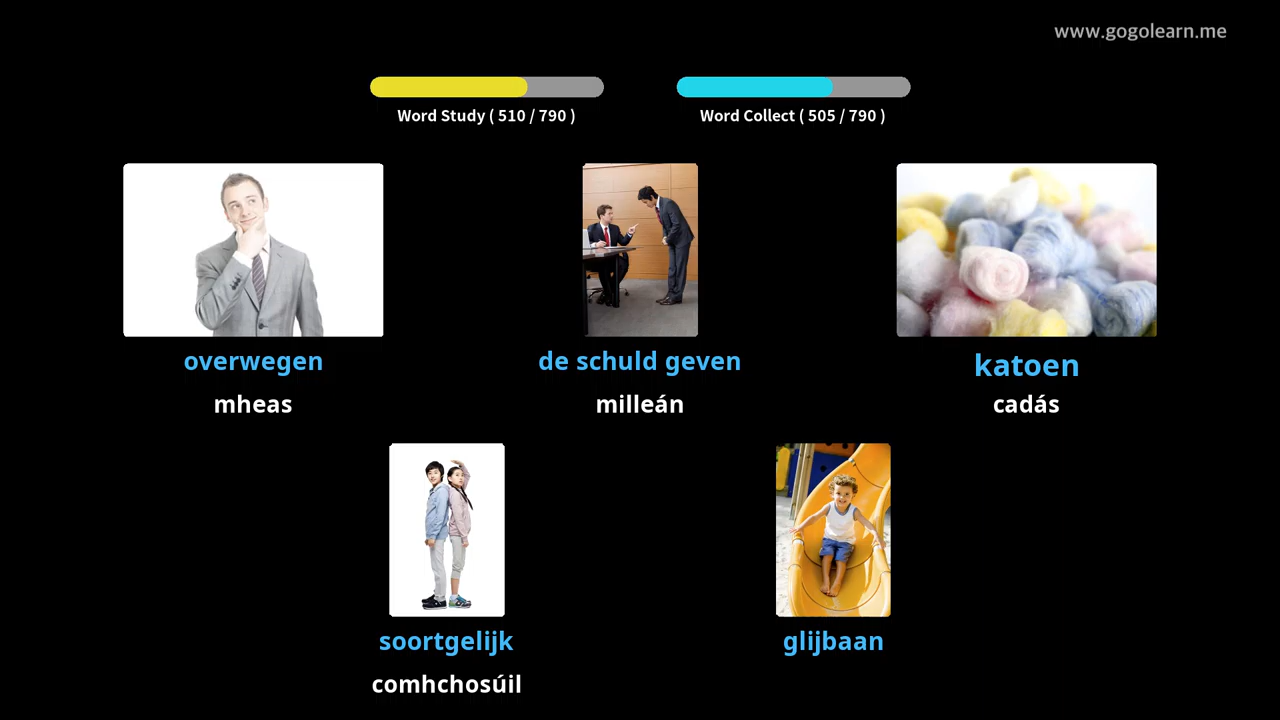 www.gogolearn.me
Word Study ( 510 / 790 )
Word Collect ( 505 / 790 )
overwegen
mheas
de schuld geven
milleán
katoen
cadás
soortgelijk
comhchosúil
glijbaan